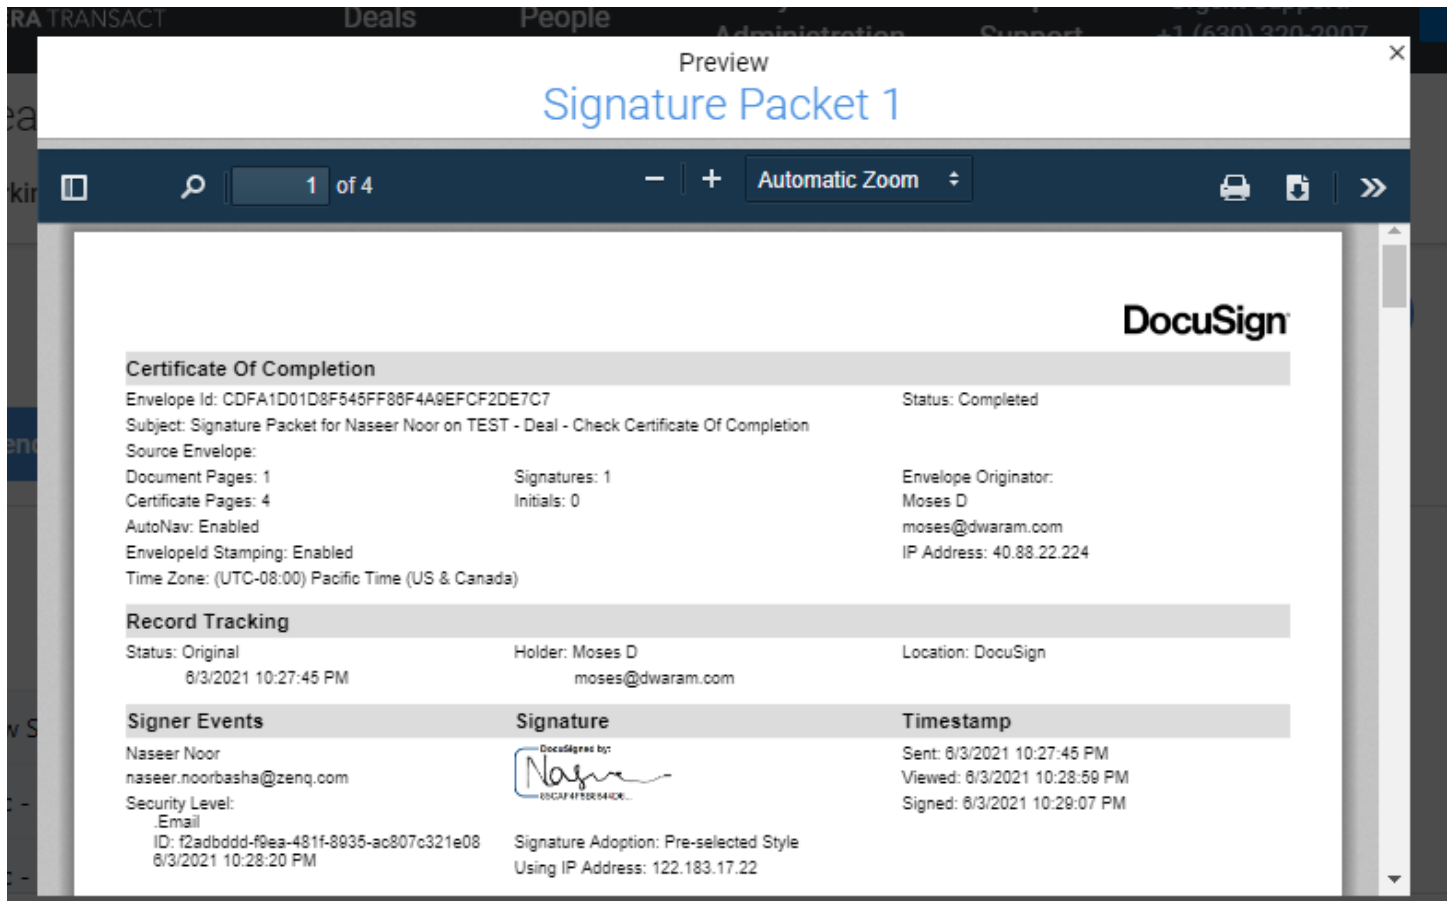 RA TRANSACT
Deals
People
Administration
Support
+1 (630) 320-2907
Preview
×
Signature Packet 1
1 of 4
Automatic Zoom
DocuSign
Certificate Of Completion
Envelope Id: CDFA1D01D8F545FF86F4A9EFCF2DE7C7 Status: Completed
Subject: Signature Packet for Naseer Noor on TEST - Deal - Check Certificate Of Completion
Source Envelope:
Document Pages: 1 Signatures: 1 Envelope Originator:
Certificate Pages: 4 Initials: 0 Moses D
AutoNav: Enabled moses@dwaram.com
EnvelopeId Stamping: Enabled IP Address: 40.88.22.224
Time Zone: (UTC-08:00) Pacific Time (US & Canada)
Record Tracking
Status: Original Holder: Moses D Location: DocuSign
6/3/2021 10:27:45 PM moses@dwaram.com
Signer Events Signature Timestamp
Naseer Noor DocuSigned by: Sent: 6/3/2021 10:27:45 PM
naseer.noorbasha@zenq.com Viewed: 6/3/2021 10:28:59 PM
Security Level: Signed: 6/3/2021 10:29:07 PM
.Email
ID: f2adbddd-f9ea-481f-8935-ac807c321e08 Signature Adoption: Pre-selected Style
6/3/2021 10:28:20 PM Using IP Address: 122.183.17.22